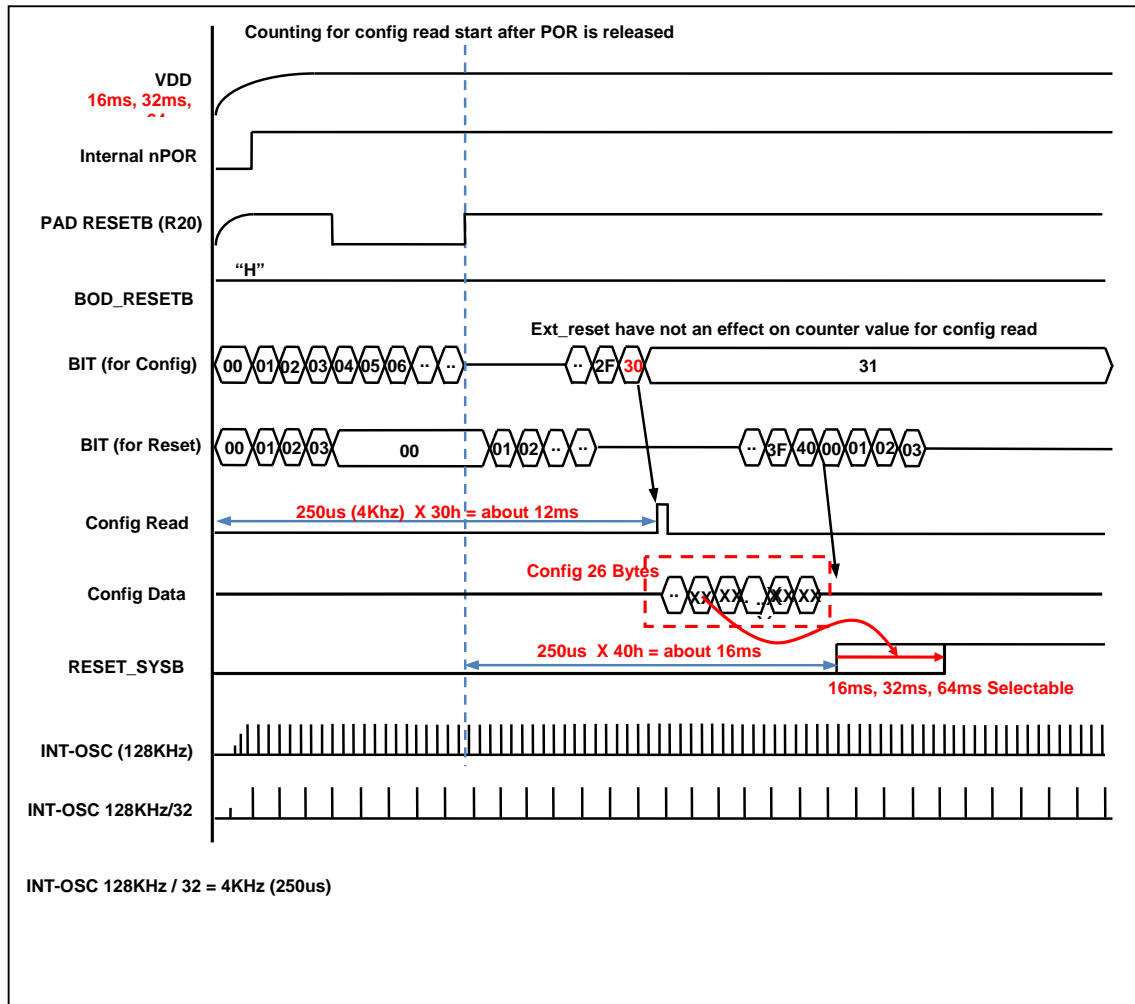 Counting for config read start after POR is released
VDD
16ms, 32ms,
Internal nPOR
PAD RESETB (R20)
“H”
BOD_RESETB
Ext_reset have not an effect on counter value for config read
BIT (for Config)
00 01 02 03 04 05 06 .. .. .. 2F 30 31
BIT (for Reset)
00 01 02 03 00 01 02 .. .. .. 3F 40 00 01 02 03
250us (4Khz) X 30h = about 12ms
Config Read
Config 26 Bytes
Config Data
.. XX XX .. XX XX
250us X 40h = about 16ms
RESET_SYSB
16ms, 32ms, 64ms Selectable
INT-OSC (128KHz)
INT-OSC 128KHz/32
INT-OSC 128KHz / 32 = 4KHz (250us)